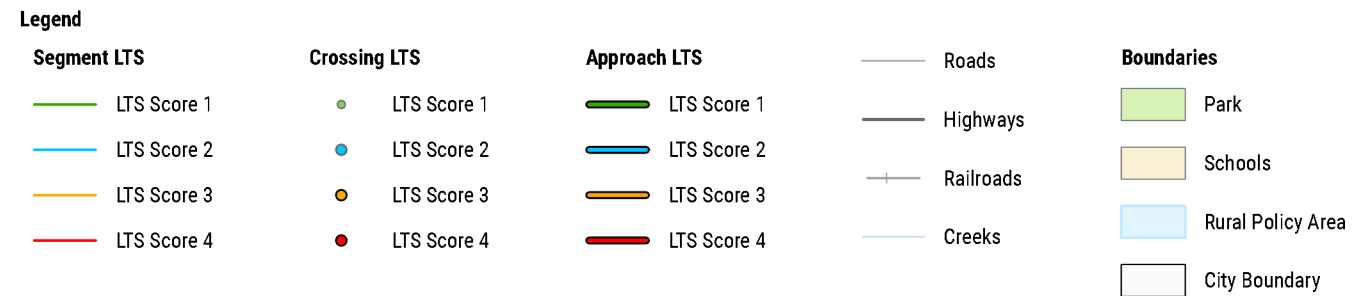 Legend
Segment LTS
LTS Score 1
LTS Score 2
LTS Score 3
LTS Score 4
Crossing LTS
LTS Score 1
LTS Score 2
LTS Score 3
LTS Score 4
Approach LTS
LTS Score 1
LTS Score 2
LTS Score 3
LTS Score 4
Roads
Highways
Railroads
Creeks
Boundaries
Park
Schools
Rural Policy Area
City Boundary